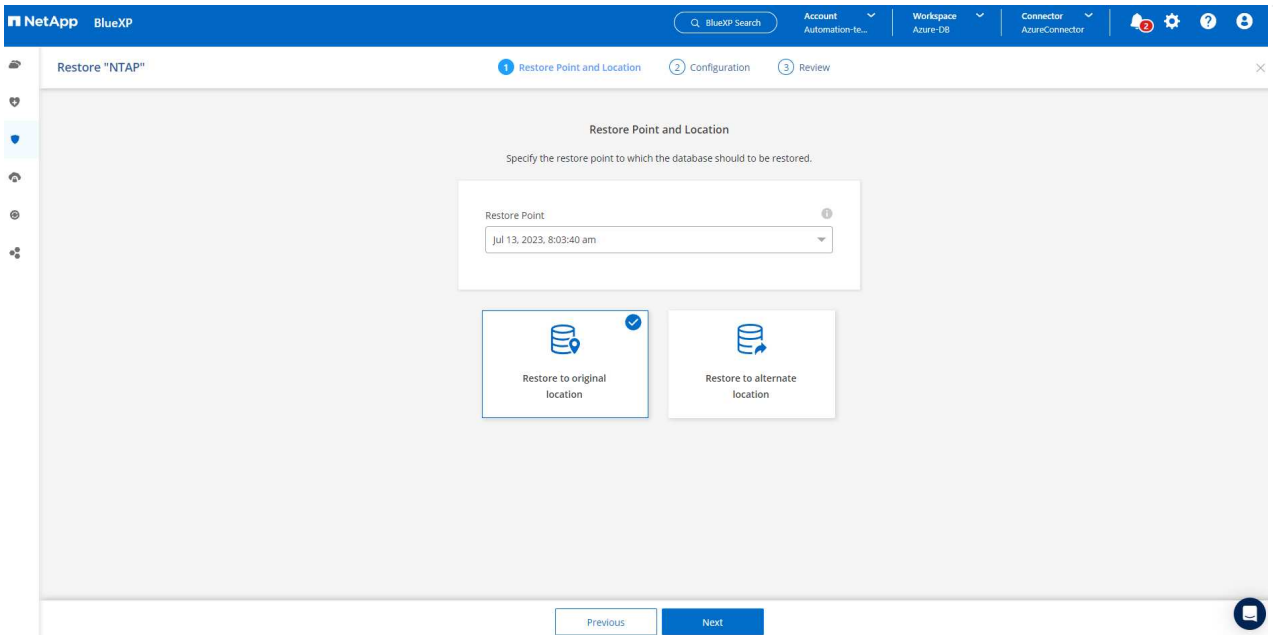 NetApp BlueXP
BlueXP Search
Account
Automation-te...
Workspace
Azure-DB
Connector
AzureConnector
2
Restore "NTAP"
1 Restore Point and Location
2 Configuration
3 Review
Restore Point and Location
Specify the restore point to which the database should to be restored.
Restore Point
Jul 13, 2023, 8:03:40 am
Restore to original
location
Restore to alternate
location
Previous
Next